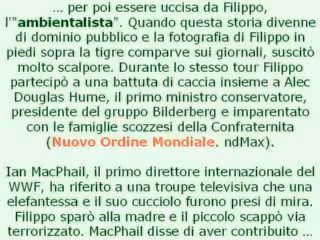 ... per poi essere uccisa da Filippo,
l'"ambientalista". Quando questa storia divenne
di dominio pubblico e la fotografia di Filippo in
piedi sopra la tigre comparve sui giornali, suscitò
molto scalpore. Durante lo stesso tour Filippo
partecipò a una battuta di caccia insieme a Alec
Douglas Hume, il primo ministro conservatore,
presidente del gruppo Bilderberg e imparentato
con le famiglie scozzesi della Confraternita
(Nuovo Ordine Mondiale. ndMax).
Ian MacPhail, il primo direttore internazionale del
WWF, ha riferito a una troupe televisiva che una
elefantessa e il suo cucciolo furono presi di mira.
Filippo sparò alla madre e il piccolo scappò via
terrorizzato. MacPhail disse di aver contribuito ...